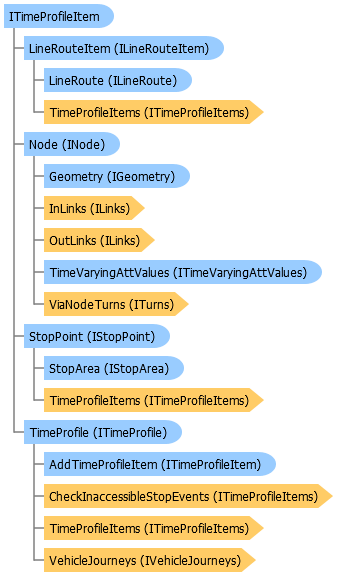 ITimeProfileItem
LineRouteItem (ILineRouteItem)
LineRoute (ILineRoute)
TimeProfileItems (ITimeProfileItems)
Node (INode)
Geometry (IGeometry)
InLinks (ILinks)
OutLinks (ILinks)
TimeVaryingAttValues (ITimeVaryingAttValues)
ViaNodeTurns (ITurns)
StopPoint (IStopPoint)
StopArea (IStopArea)
TimeProfileItems (ITimeProfileItems)
TimeProfile (ITimeProfile)
AddTimeProfileItem (ITimeProfileItem)
CheckInaccessibleStopEvents (ITimeProfileItems)
TimeProfileItems (ITimeProfileItems)
VehicleJourneys (IVehicleJourneys)